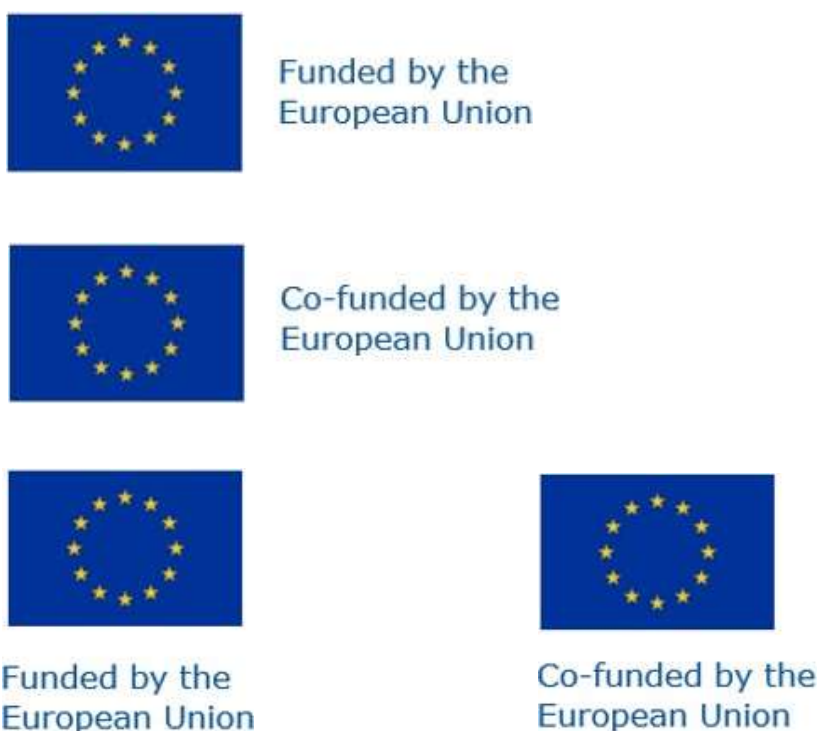 Funded by the
European Union
Co-funded by the
European Union
Funded by the
European Union
Co-funded by the
European Union